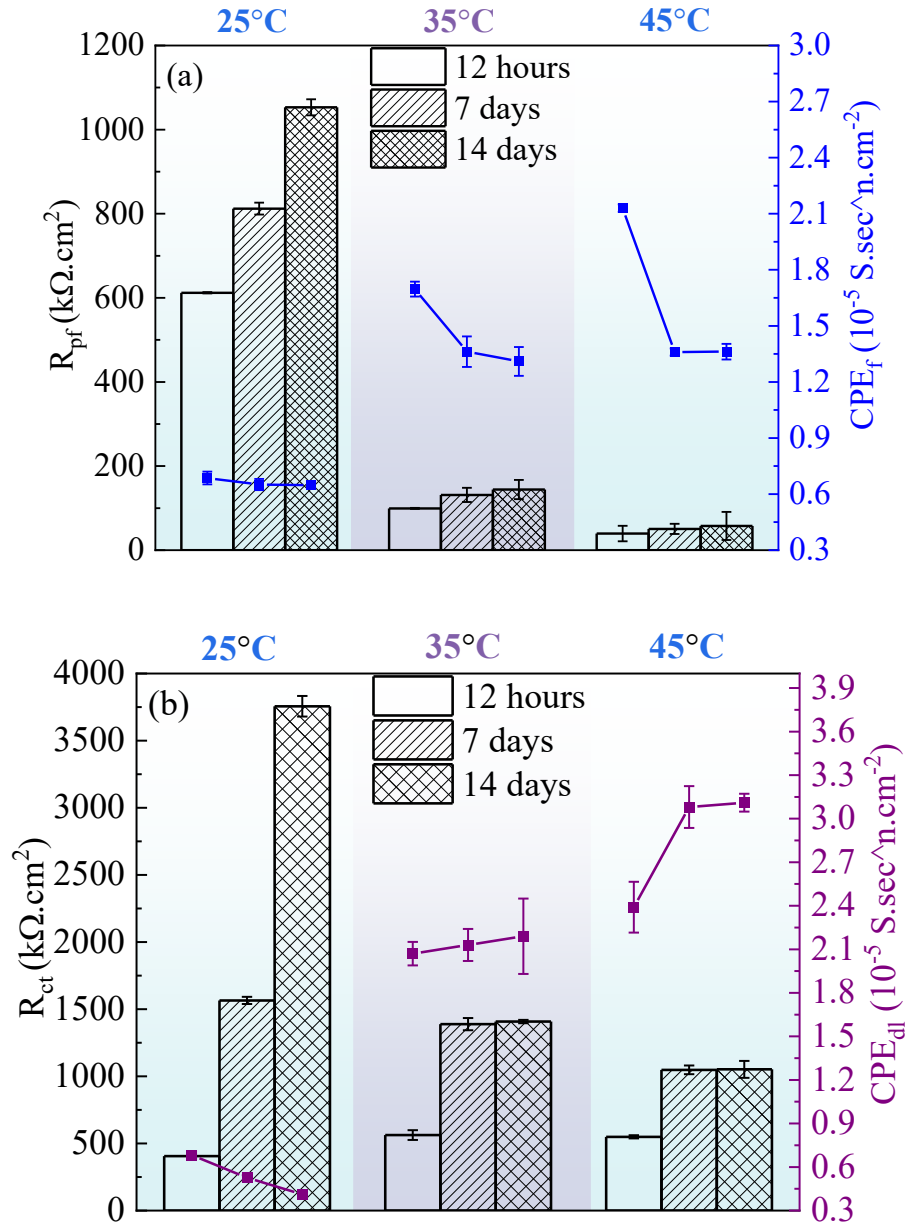 25°C 35°C 45°C
(a)
12 hours
7 days
14 days
R_pf (kΩ.cm²)
1200
1000
800
600
400
200
0
CPE_f (10⁻⁵ S.sec^n.cm⁻²)
3.0
2.7
2.4
2.1
1.8
1.5
1.2
0.9
0.6
0.3
25°C 35°C 45°C
(b)
12 hours
7 days
14 days
R_ct (kΩ.cm²)
4000
3750
3500
3250
3000
2500
2000
1500
1000
500
0
CPE_dl (10⁻⁵ S.sec^n.cm⁻²)
3.9
3.6
3.3
3.0
2.7
2.4
2.1
1.8
1.5
1.2
0.9
0.6
0.3